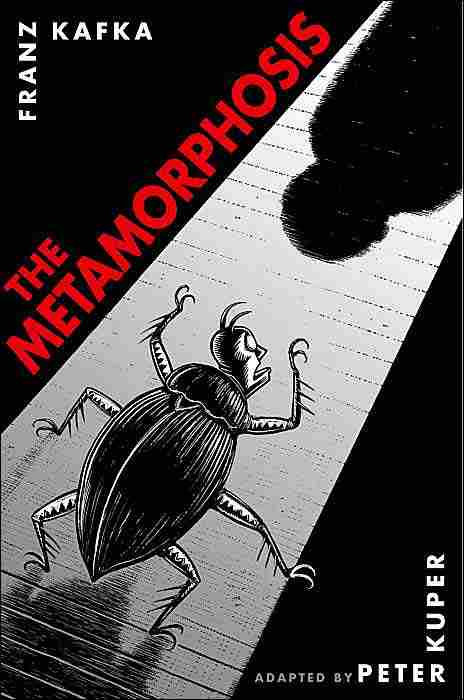 FRANZ KAFKA
THE
METAMORPHOSIS
ADAPTED BY PETER KUPER